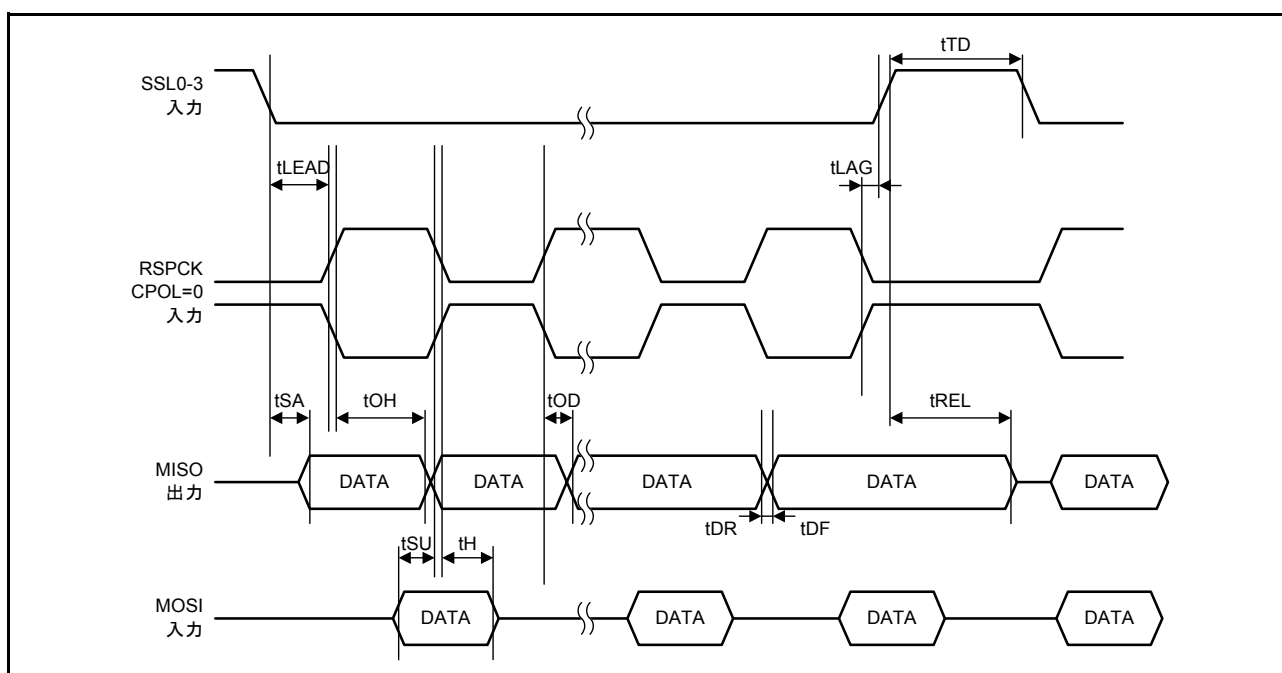 tTD
SSL0-3
入力
tLEAD
tLAG
RSPCK
CPOL=0
入力
tSA
tOH
tOD
tREL
MISO
出力
DATA
DATA
DATA
DATA
DATA
tDR
tDF
tSU
tH
MOSI
入力
DATA
DATA
DATA
DATA